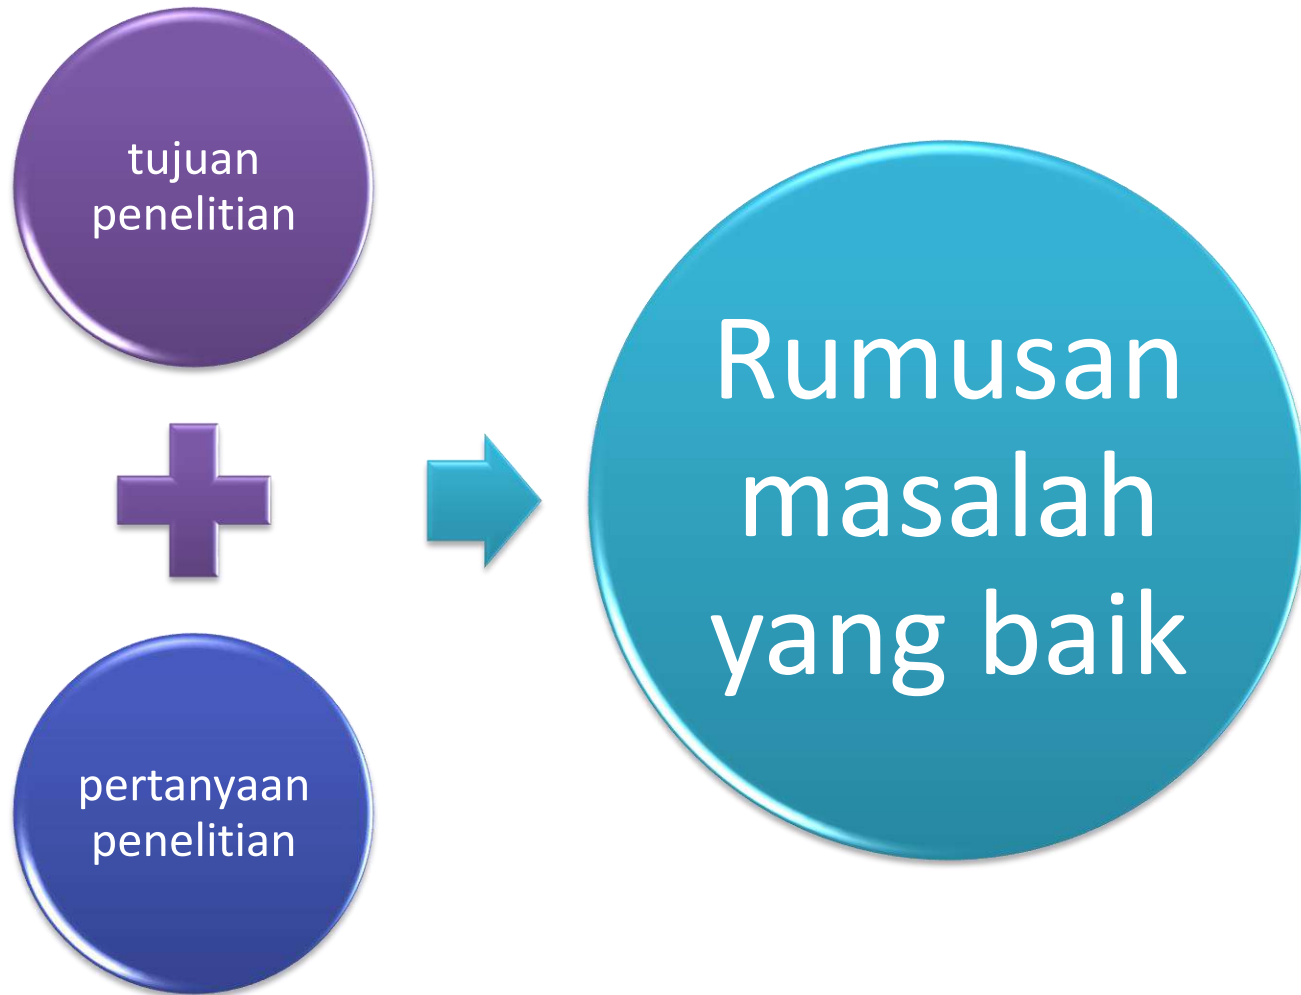 tujuan
penelitian
pertanyaan
penelitian
Rumusan
masalah
yang baik